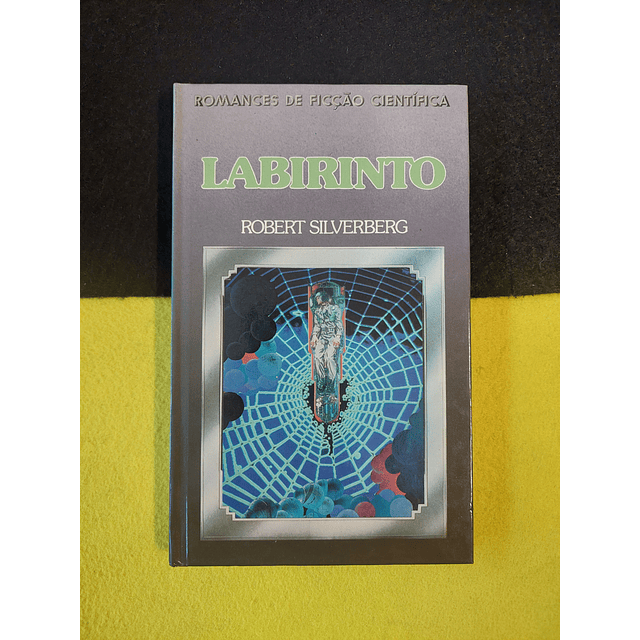 ROMANCES DE FICÇÃO CIENTÍFICA
LABIRINTO
ROBERT SILVERBERG